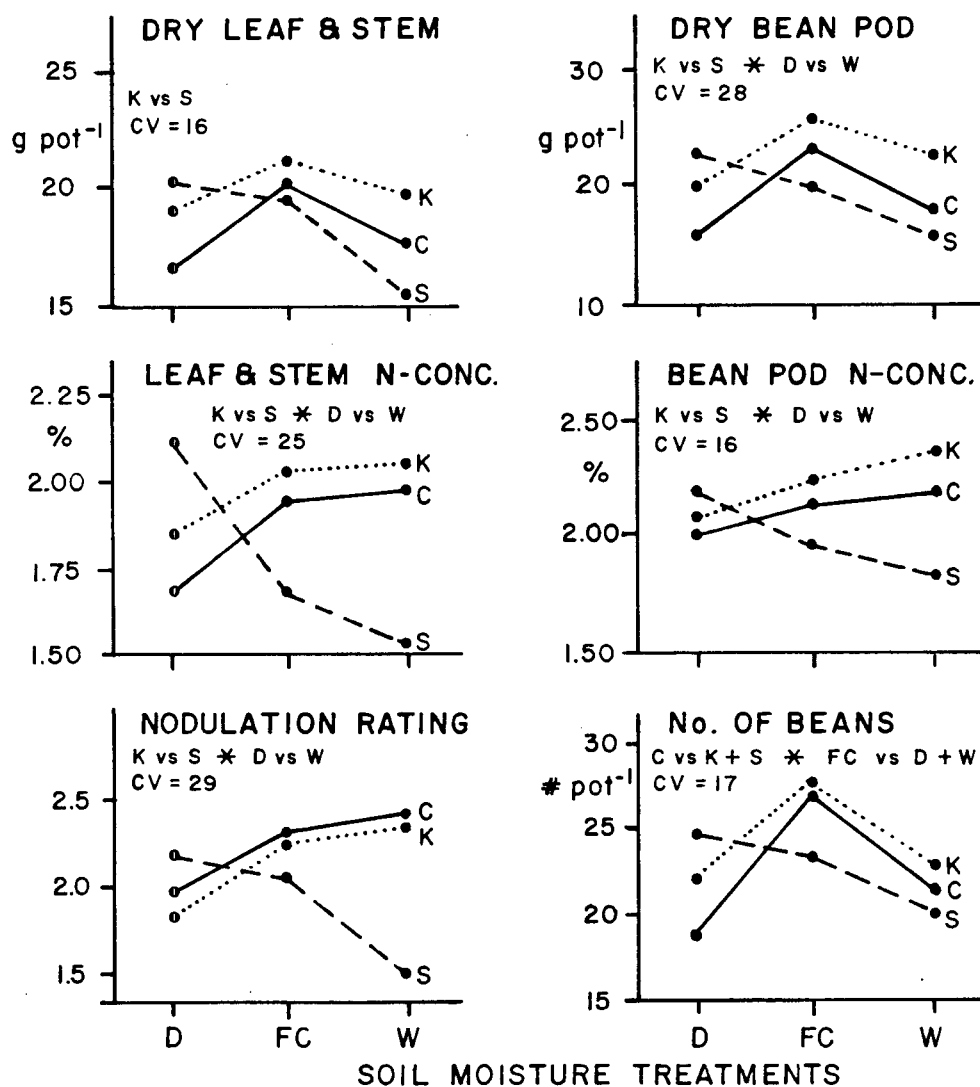 DRY LEAF & STEM
25
K vs S
CV = 16
g pot⁻¹
20
15
K
C
S
D
FC
W
DRY BEAN POD
30
K vs S * D vs W
CV = 28
g pot⁻¹
20
10
K
C
S
LEAF & STEM N-CONC.
2.25
K vs S * D vs W
%
CV = 25
2.00
1.75
1.50
K
C
S
BEAN POD N-CONC.
2.50
K vs S * D vs W
CV = 16
%
2.00
1.50
K
C
S
NODULATION RATING
K vs S * D vs W
CV = 29
2.5
2.0
1.5
C
K
S
D
FC
W
No. OF BEANS
30
C vs K + S * FC vs D + W
# pot⁻¹
CV = 17
25
20
15
K
C
S
D
FC
W
SOIL MOISTURE TREATMENTS